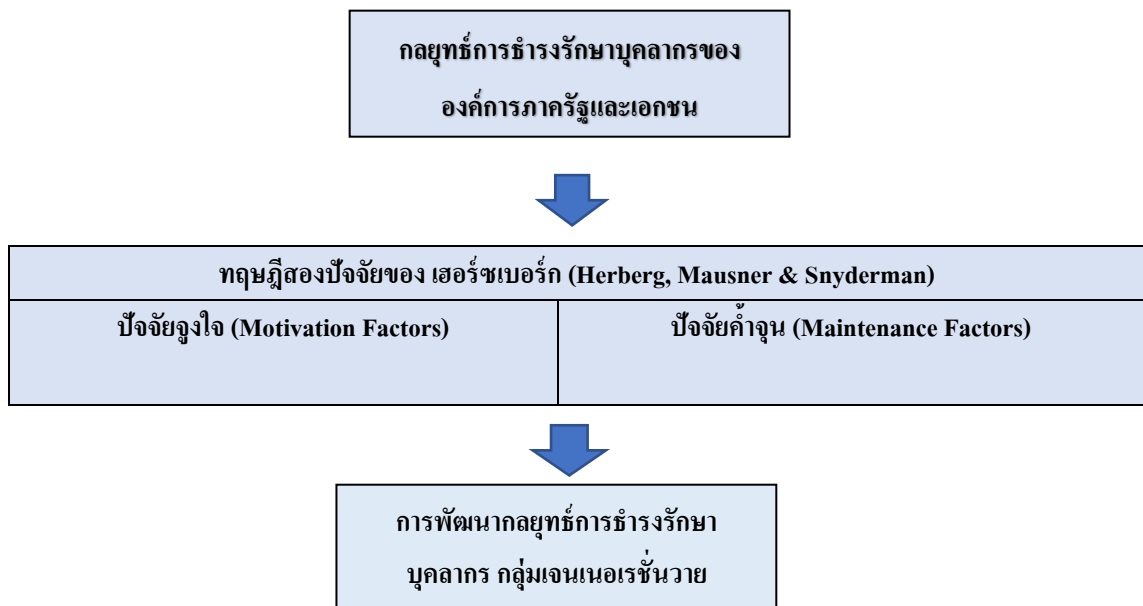 กลยุทธ์การธำรงรักษาบุคลากรของ
องค์การภาครัฐและเอกชน
ทฤษฎีสองปัจจัยของ เฮอร์ซเบอร์ก (Herberg, Mausner & Snyderman)
ปัจจัยจูงใจ (Motivation Factors)
ปัจจัยค้ำจุน (Maintenance Factors)
การพัฒนากลยุทธ์การธำรงรักษา
บุคลากร กลุ่มเจนเนอเรชั่นวาย